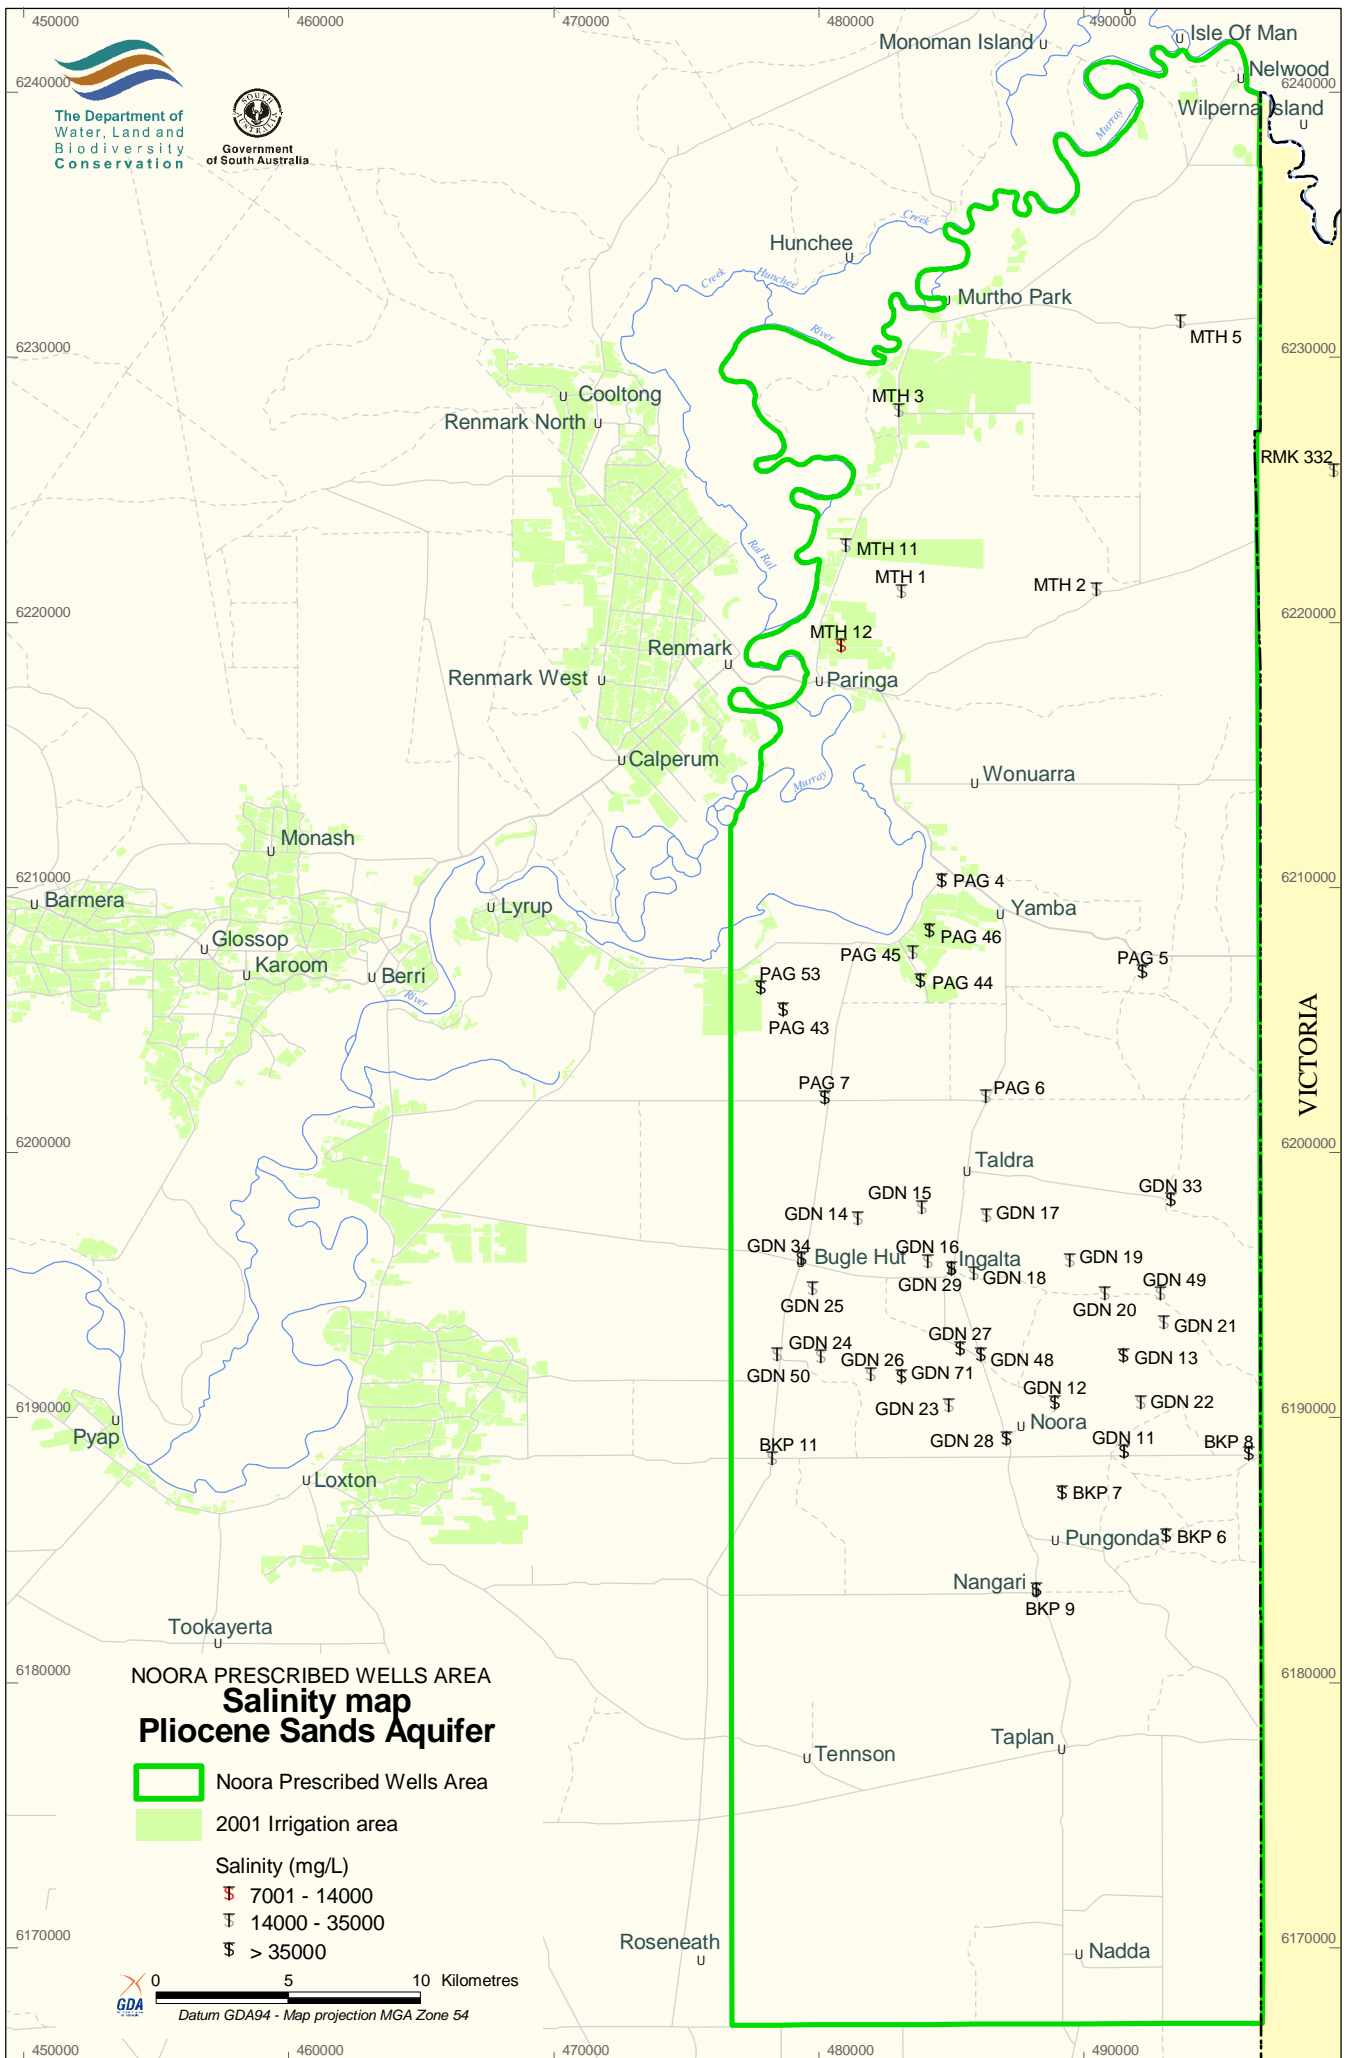 450000
460000
470000
480000
490000
Isle Of Man
Monoman Island
Nelwood
6240000
6240000
The Department of
Water, Land and
Biodiversity
Conservation
SOUTH
AUSTRALIA
Government
of South Australia
Wilperna Island
Murray
Creek
Hunchee
Creek
Hunchee
Murtho Park
River
MTH 5
6230000
6230000
Cooltong
MTH 3
Renmark North
RMK 332
Ral Ral
MTH 11
MTH 1
MTH 2
6220000
6220000
MTH 12
Renmark
Renmark West
Paringa
Calperum
Murray
Wonuarra
Monash
6210000
6210000
PAG 4
Barmera
Lyrup
Yamba
Glossop
PAG 46
PAG 45
PAG 5
Karoom
Berri
PAG 53
PAG 44
River
PAG 43
VICTORIA
PAG 7
PAG 6
6200000
6200000
Taldra
GDN 33
GDN 15
GDN 14
GDN 17
GDN 34
Bugle Hut
GDN 16
Ingalta
GDN 19
GDN 29
GDN 18
GDN 49
GDN 25
GDN 20
GDN 21
GDN 27
GDN 24
GDN 26
GDN 48
GDN 13
GDN 50
GDN 71
GDN 12
GDN 22
GDN 23
6190000
6190000
Noora
Pyap
GDN 28
GDN 11
BKP 8
BKP 11
Loxton
BKP 7
Pungonda
BKP 6
Nangari
BKP 9
Tookayerta
6180000
6180000
NOORA PRESCRIBED WELLS AREA
Salinity map
Pliocene Sands Aquifer
Taplan
Tennson
Noora Prescribed Wells Area
2001 Irrigation area
Salinity (mg/L)
7001 - 14000
14000 - 35000
> 35000
Roseneath
Nadda
6170000
6170000
0 5 10 Kilometres
GDA
Datum GDA94 - Map projection MGA Zone 54
450000
460000
470000
480000
490000